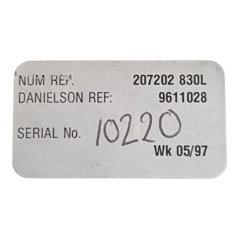 NUM REF. 207202 830L
DANIELSON REF: 9611028
SERIAL No. 10220
Wk 05/97